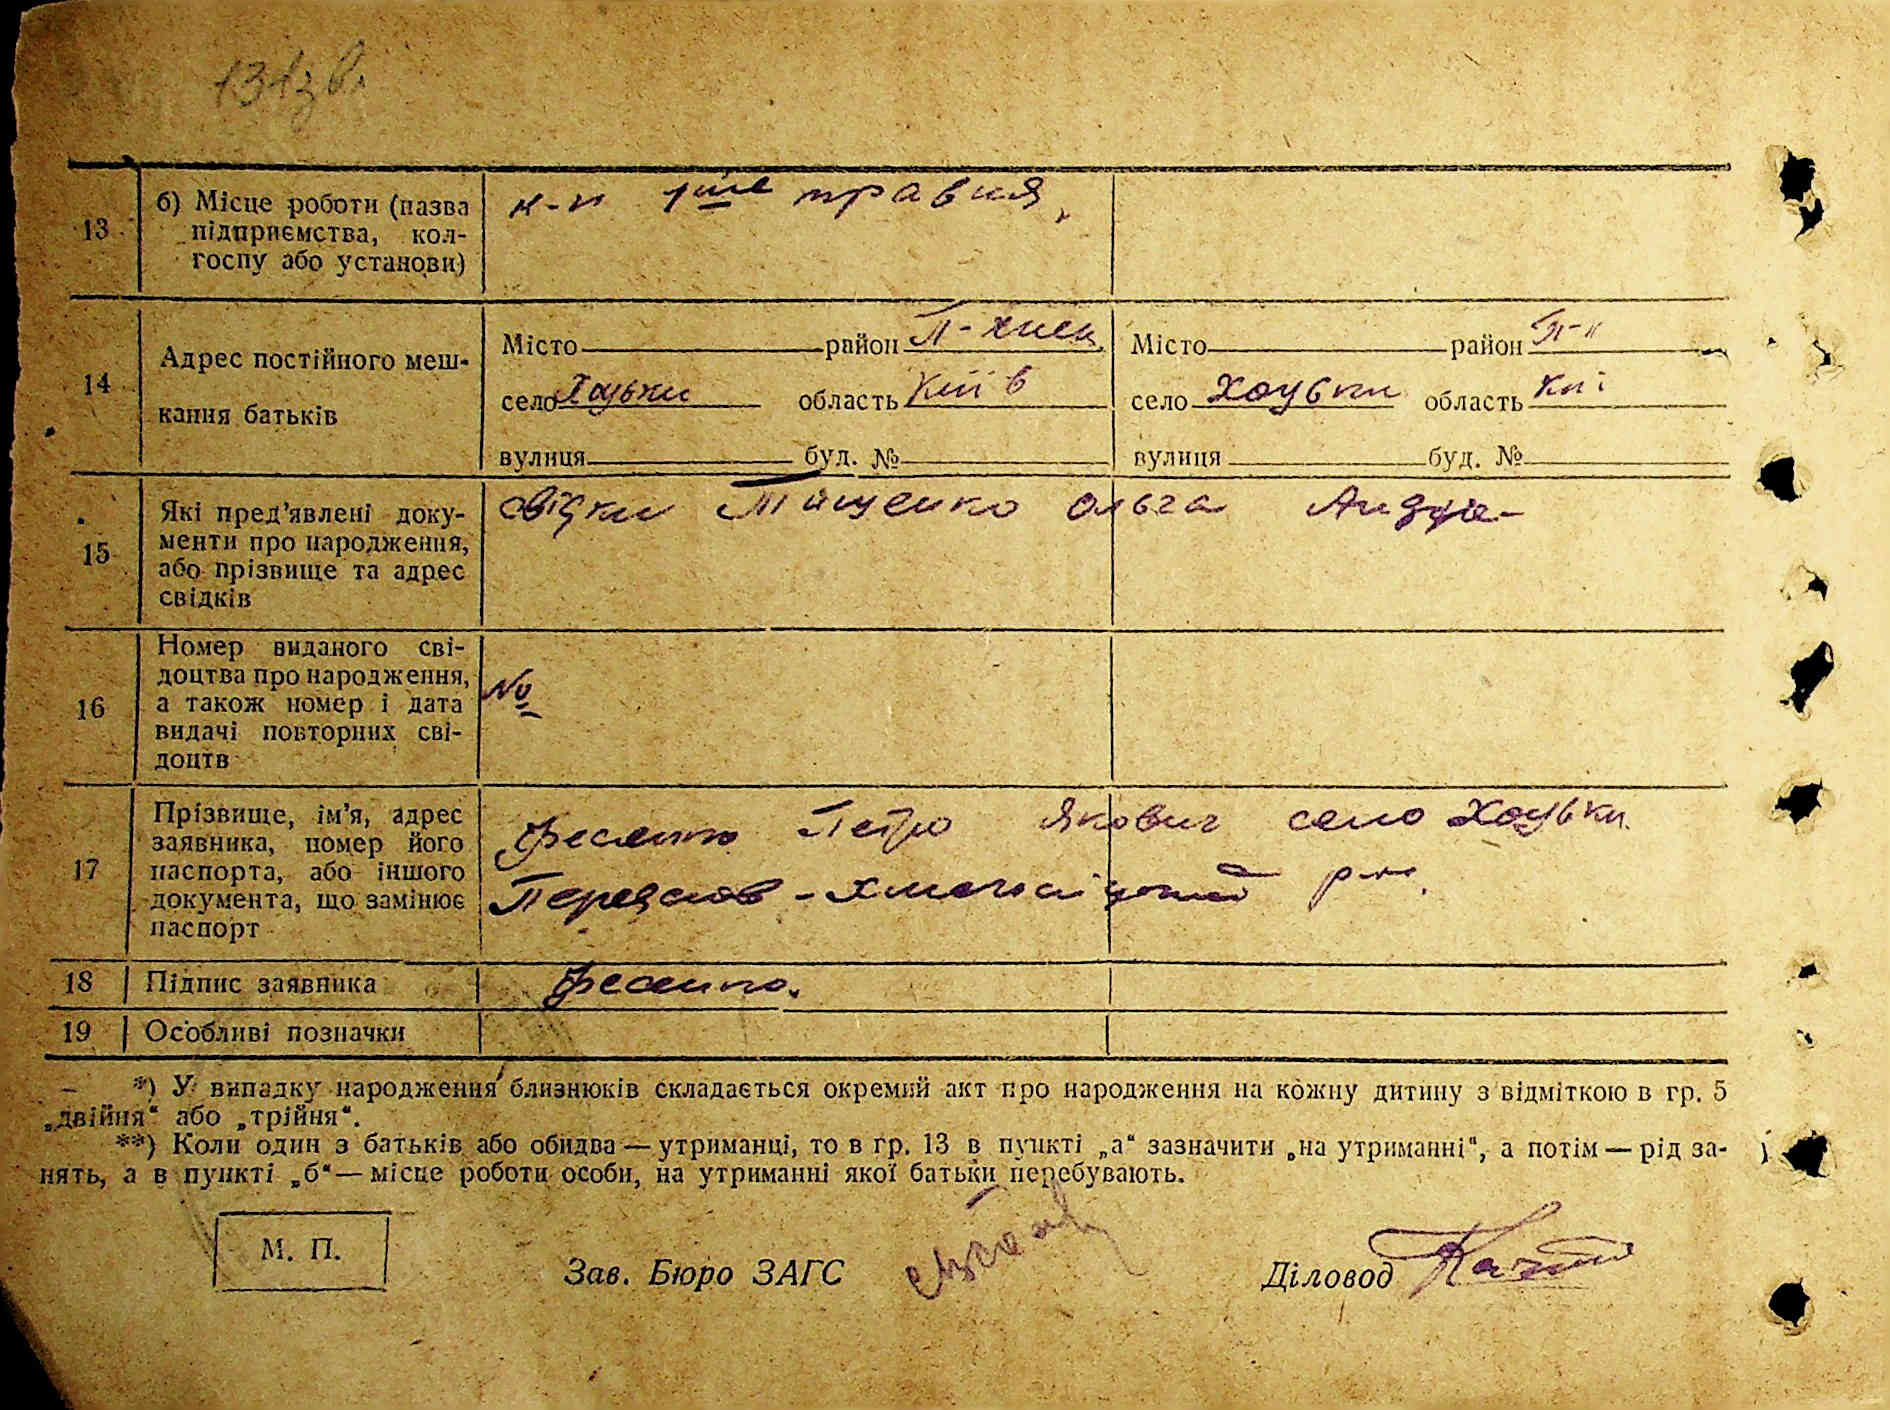 131зв.
13
б) Місце роботи (назва
підприємства, кол-
госпу або установи)
к-п 1ше травня,
14
Адрес постійного меш-
кання батьків
Місто район П-хмел. Місто район П-х
село Хоцьки область Київ село Хоцьки область Киї
вулиця буд. № вулиця буд. №
15
Які пред’явлені доку-
менти про народження,
або прізвище та адрес
свідків
свідки Тищенко Ольга Андрі-
16
Номер виданого сві-
доцтва про народження,
а також номер і дата
видачі повторних сві-
доцтв
№
17
Прізвище, ім’я, адрес
заявника, номер його
паспорта, або іншого
документа, що замінює
паспорт
Фесенко Петро Якович село Хоцьки
Переяслов-Хмельницький р-н.
18 Підпис заявника Фесенко.
19 Особливі позначки
*) У випадку народження близнюків складається окремий акт про народження на кожну дитину з відміткою в гр. 5
„двійня“ або „трійня“.
**) Коли один з батьків або обидва — утриманці, то в гр. 13 в пункті „а“ зазначити „на утриманні“, а потім — рід за-
нять, а в пункті „б“ — місце роботи особи, на утриманні якої батьки перебувають.
М. П.
Зав. Бюро ЗАГС Діловод